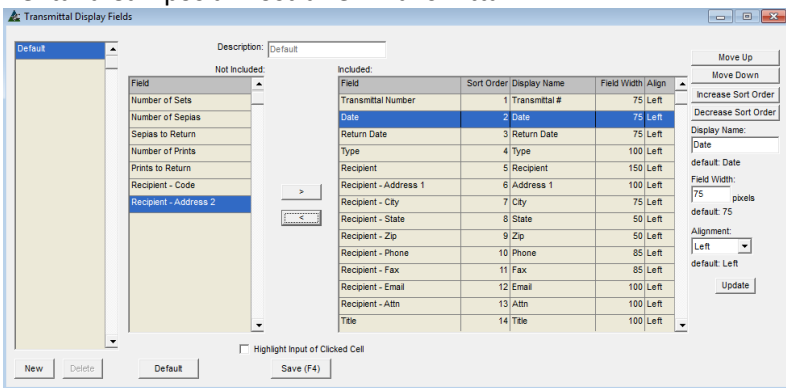 Transmittal Display Fields
Default
Description: Default
Not Included:
Included:
Field
Number of Sets
Number of Sepias
Sepias to Return
Number of Prints
Prints to Return
Recipient - Code
Recipient - Address 2
>
<
Field Sort Order Display Name Field Width Align
Transmittal Number 1 Transmittal # 75 Left
Date 2 Date 75 Left
Return Date 3 Return Date 75 Left
Type 4 Type 100 Left
Recipient 5 Recipient 150 Left
Recipient - Address 1 6 Address 1 100 Left
Recipient - City 7 City 75 Left
Recipient - State 8 State 50 Left
Recipient - Zip 9 Zip 50 Left
Recipient - Phone 10 Phone 85 Left
Recipient - Fax 11 Fax 85 Left
Recipient - Email 12 Email 100 Left
Recipient - Attn 13 Attn 100 Left
Title 14 Title 100 Left
Move Up
Move Down
Increase Sort Order
Decrease Sort Order
Display Name:
Date
default: Date
Field Width:
75 pixels
default: 75
Alignment:
Left
default: Left
Update
Highlight Input of Clicked Cell
New Delete Default Save (F4)